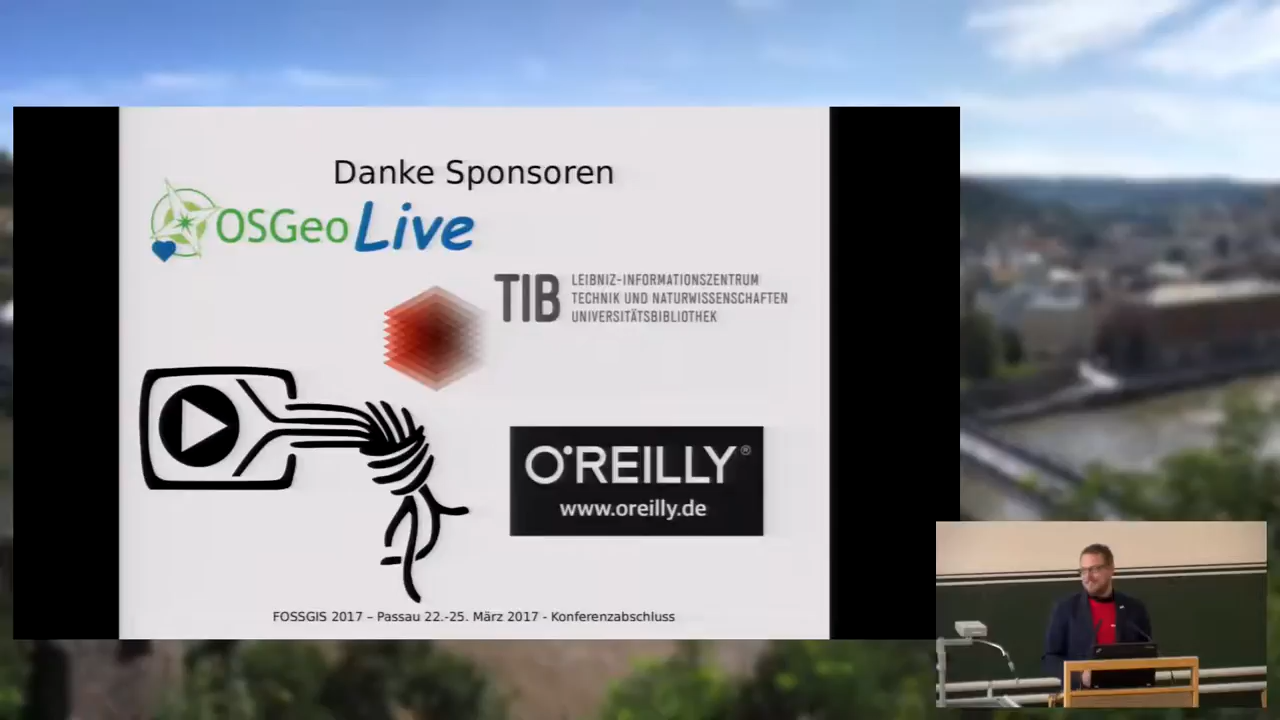 Danke Sponsoren
OSGeo Live
TIB
LEIBNIZ-INFORMATIONSZENTRUM
TECHNIK UND NATURWISSENSCHAFTEN
UNIVERSITÄTSBIBLIOTHEK
O'REILLY®
www.oreilly.de
FOSSGIS 2017 – Passau 22.-25. März 2017 - Konferenzabschluss